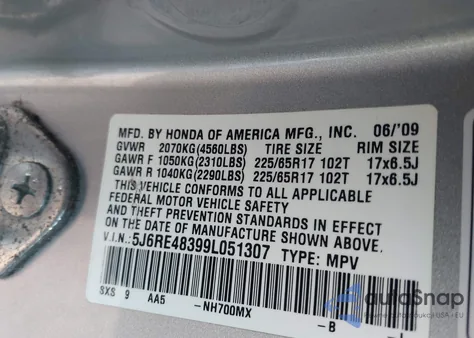 MFD. BY HONDA OF AMERICA MFG., INC. 06/'09
GVWR 2070KG (4560LBS) TIRE SIZE RIM SIZE
GAWR F 1050KG (2310LBS) 225/65R17 102T 17x6.5J
GAWR R 1040KG (2290LBS) 225/65R17 102T 17x6.5J
THIS VEHICLE CONFORMS TO ALL APPLICABLE
FEDERAL MOTOR VEHICLE SAFETY
AND THEFT PREVENTION STANDARDS IN EFFECT
ON THE DATE OF MANUFACTURE SHOWN ABOVE.
V.I.N.: 5J6RE48399L051307 TYPE: MPV
SXS 9 AA5 -NH700MX -B
autoSnap